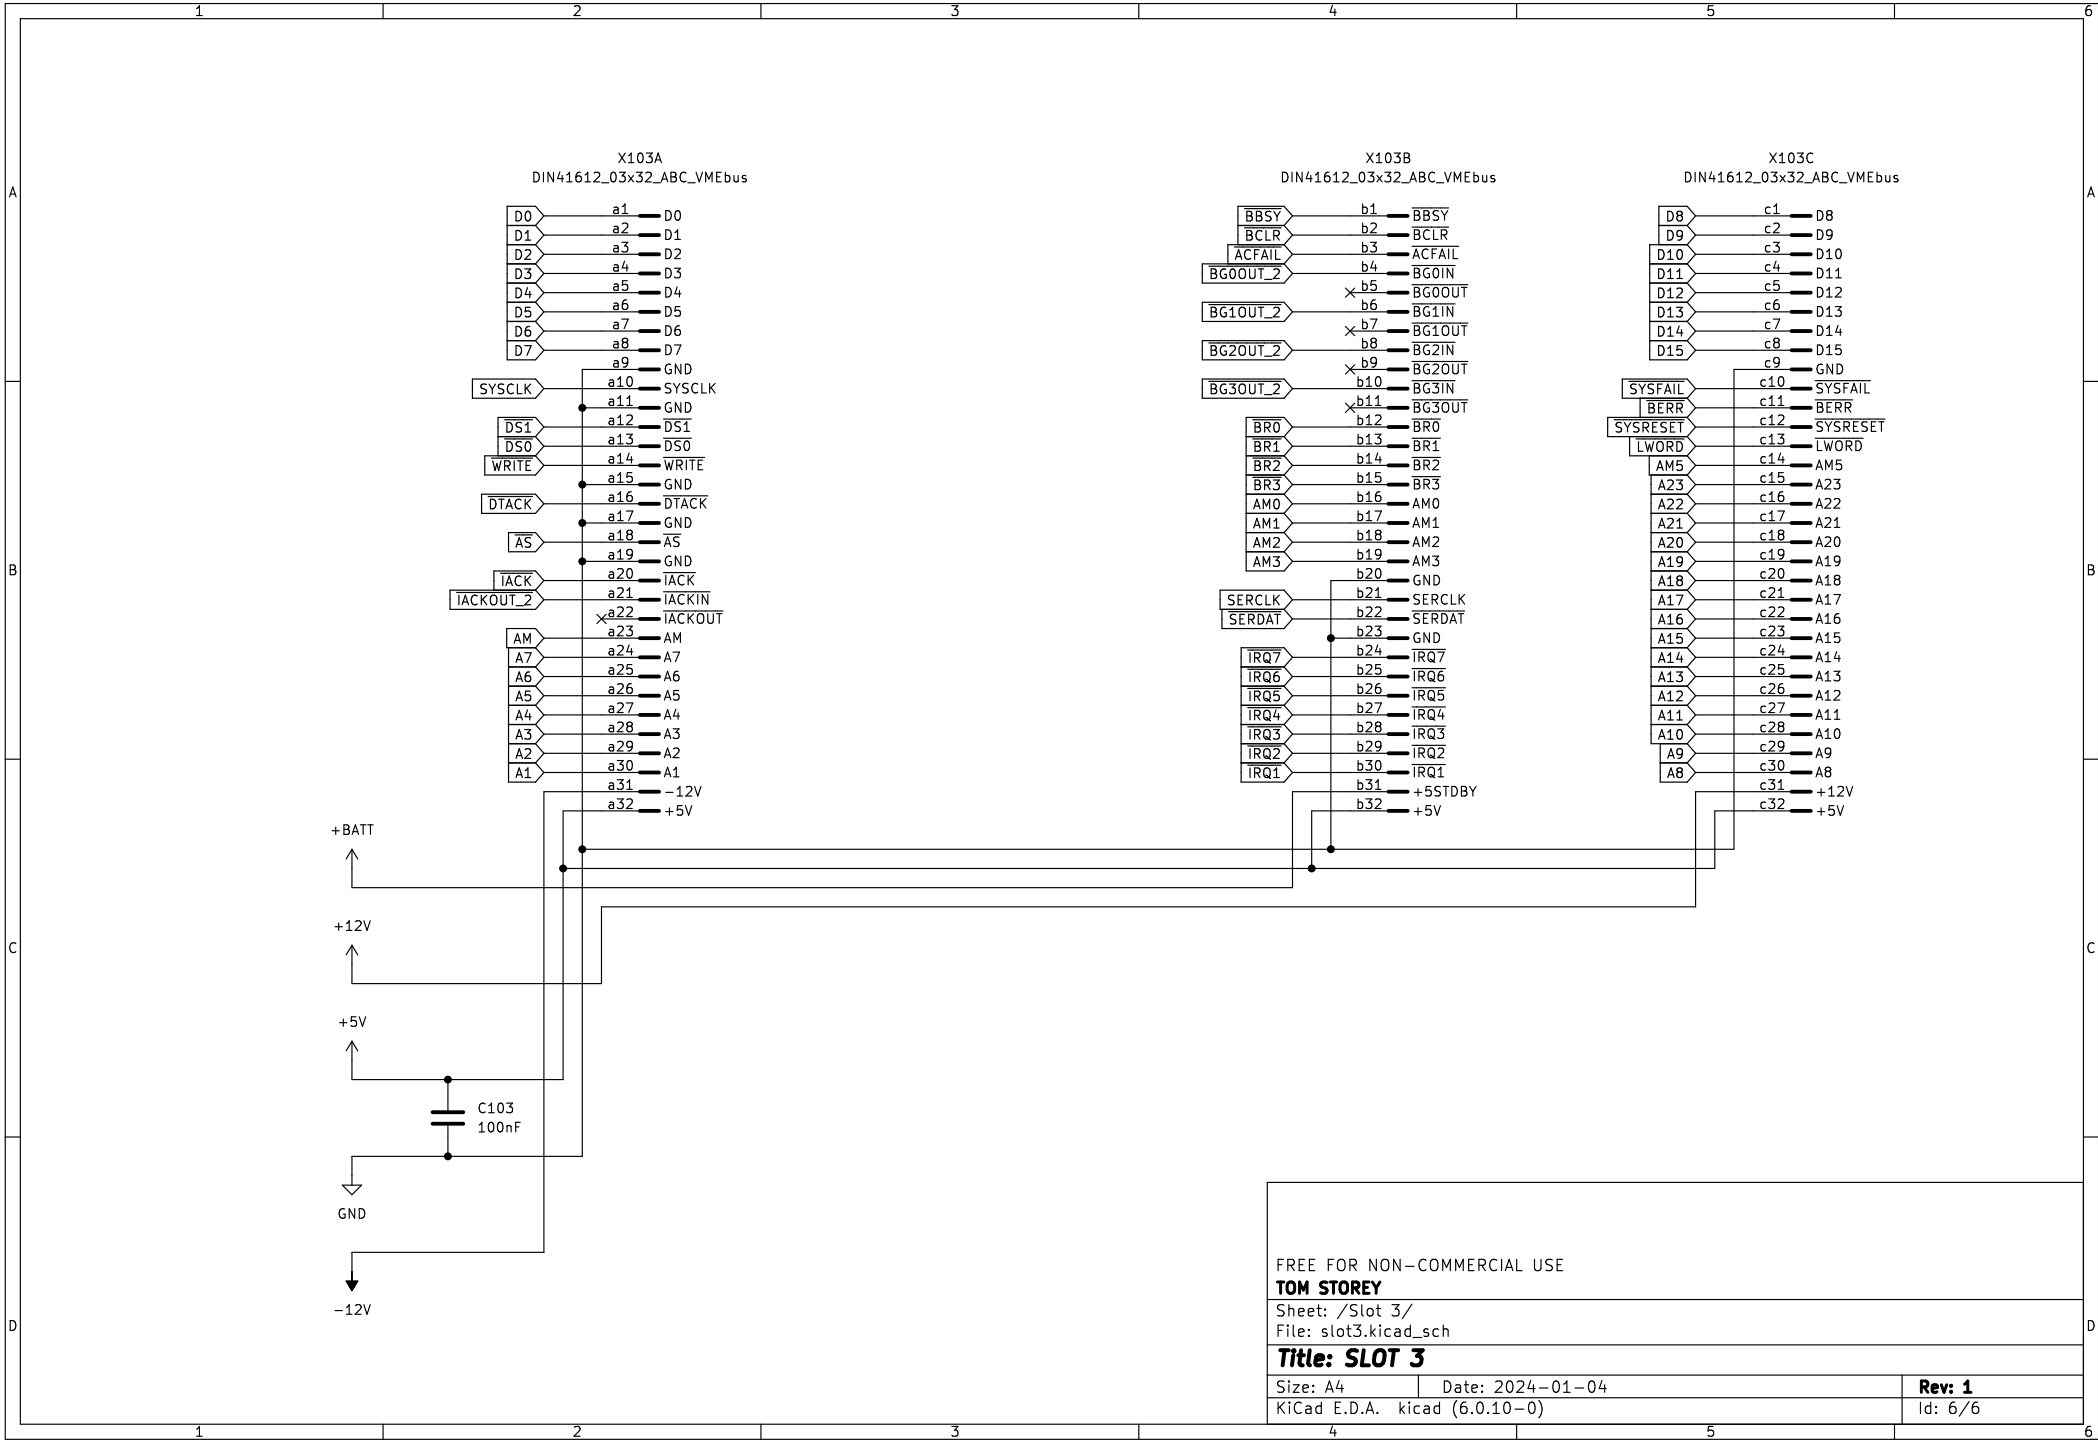 1 2 3 4 5 6
A A
B B
C C
D D
X103A
DIN41612_03x32_ABC_VMEbus
D0 a1 D0
D1 a2 D1
D2 a3 D2
D3 a4 D3
D4 a5 D4
D5 a6 D5
D6 a7 D6
D7 a8 D7
a9 GND
SYSCLK a10 SYSCLK
a11 GND
DS1 a12 DS1
DS0 a13 DS0
WRITE a14 WRITE
a15 GND
DTACK a16 DTACK
a17 GND
AS a18 AS
a19 GND
IACK a20 IACK
IACKOUT_2 a21 IACKIN
a22 IACKOUT
AM a23 AM
A7 a24 A7
A6 a25 A6
A5 a26 A5
A4 a27 A4
A3 a28 A3
A2 a29 A2
A1 a30 A1
a31 -12V
a32 +5V
X103B
DIN41612_03x32_ABC_VMEbus
BBSY b1 BBSY
BCLR b2 BCLR
ACFAIL b3 ACFAIL
BG0OUT_2 b4 BG0IN
b5 BG0OUT
BG1OUT_2 b6 BG1IN
b7 BG1OUT
BG2OUT_2 b8 BG2IN
b9 BG2OUT
BG3OUT_2 b10 BG3IN
b11 BG3OUT
BR0 b12 BR0
BR1 b13 BR1
BR2 b14 BR2
BR3 b15 BR3
AM0 b16 AM0
AM1 b17 AM1
AM2 b18 AM2
AM3 b19 AM3
b20 GND
SERCLK b21 SERCLK
SERDAT b22 SERDAT
b23 GND
IRQ7 b24 IRQ7
IRQ6 b25 IRQ6
IRQ5 b26 IRQ5
IRQ4 b27 IRQ4
IRQ3 b28 IRQ3
IRQ2 b29 IRQ2
IRQ1 b30 IRQ1
b31 +5STDBY
b32 +5V
X103C
DIN41612_03x32_ABC_VMEbus
D8 c1 D8
D9 c2 D9
D10 c3 D10
D11 c4 D11
D12 c5 D12
D13 c6 D13
D14 c7 D14
D15 c8 D15
c9 GND
SYSFAIL c10 SYSFAIL
BERR c11 BERR
SYSRESET c12 SYSRESET
LWORD c13 LWORD
AM5 c14 AM5
A23 c15 A23
A22 c16 A22
A21 c17 A21
A20 c18 A20
A19 c19 A19
A18 c20 A18
A17 c21 A17
A16 c22 A16
A15 c23 A15
A14 c24 A14
A13 c25 A13
A12 c26 A12
A11 c27 A11
A10 c28 A10
A9 c29 A9
A8 c30 A8
c31 +12V
c32 +5V
+BATT
+12V
+5V
C103
100nF
GND
-12V
FREE FOR NON-COMMERCIAL USE
TOM STOREY
Sheet: /Slot 3/
File: slot3.kicad_sch
Title: SLOT 3
Size: A4 Date: 2024-01-04 Rev: 1
KiCad E.D.A. kicad (6.0.10-0) Id: 6/6
1 2 3 4 5 6